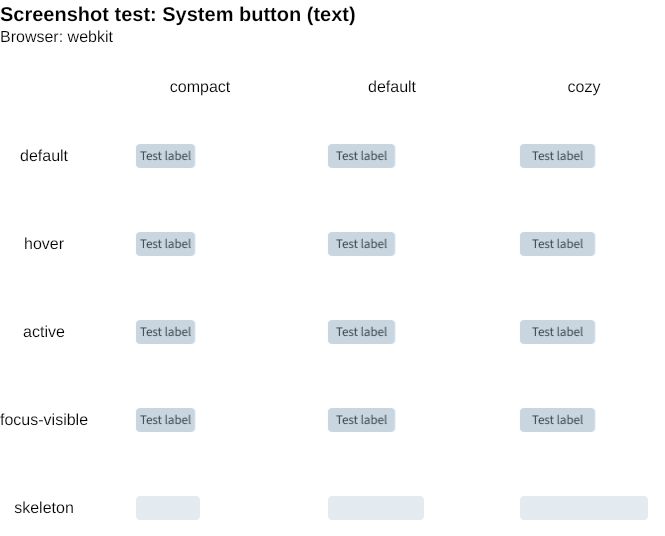 Screenshot test: System button (text)
Browser: webkit
compact default cozy
default Test label Test label Test label
hover Test label Test label Test label
active Test label Test label Test label
focus-visible Test label Test label Test label
skeleton